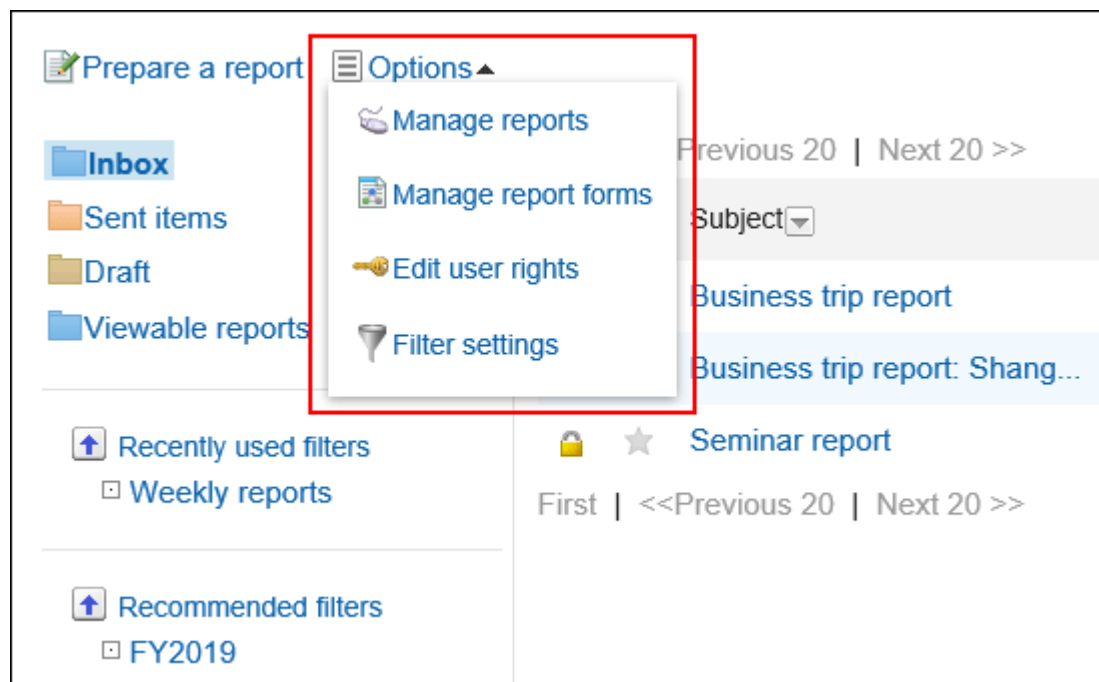 Prepare a report
Options
Manage reports
Manage report forms
Edit user rights
Filter settings
Inbox
Sent items
Draft
Viewable reports
Recently used filters
Weekly reports
Recommended filters
FY2019
Previous 20 | Next 20 >>
Subject
Business trip report
Business trip report: Shang...
Seminar report
First | <<Previous 20 | Next 20 >>